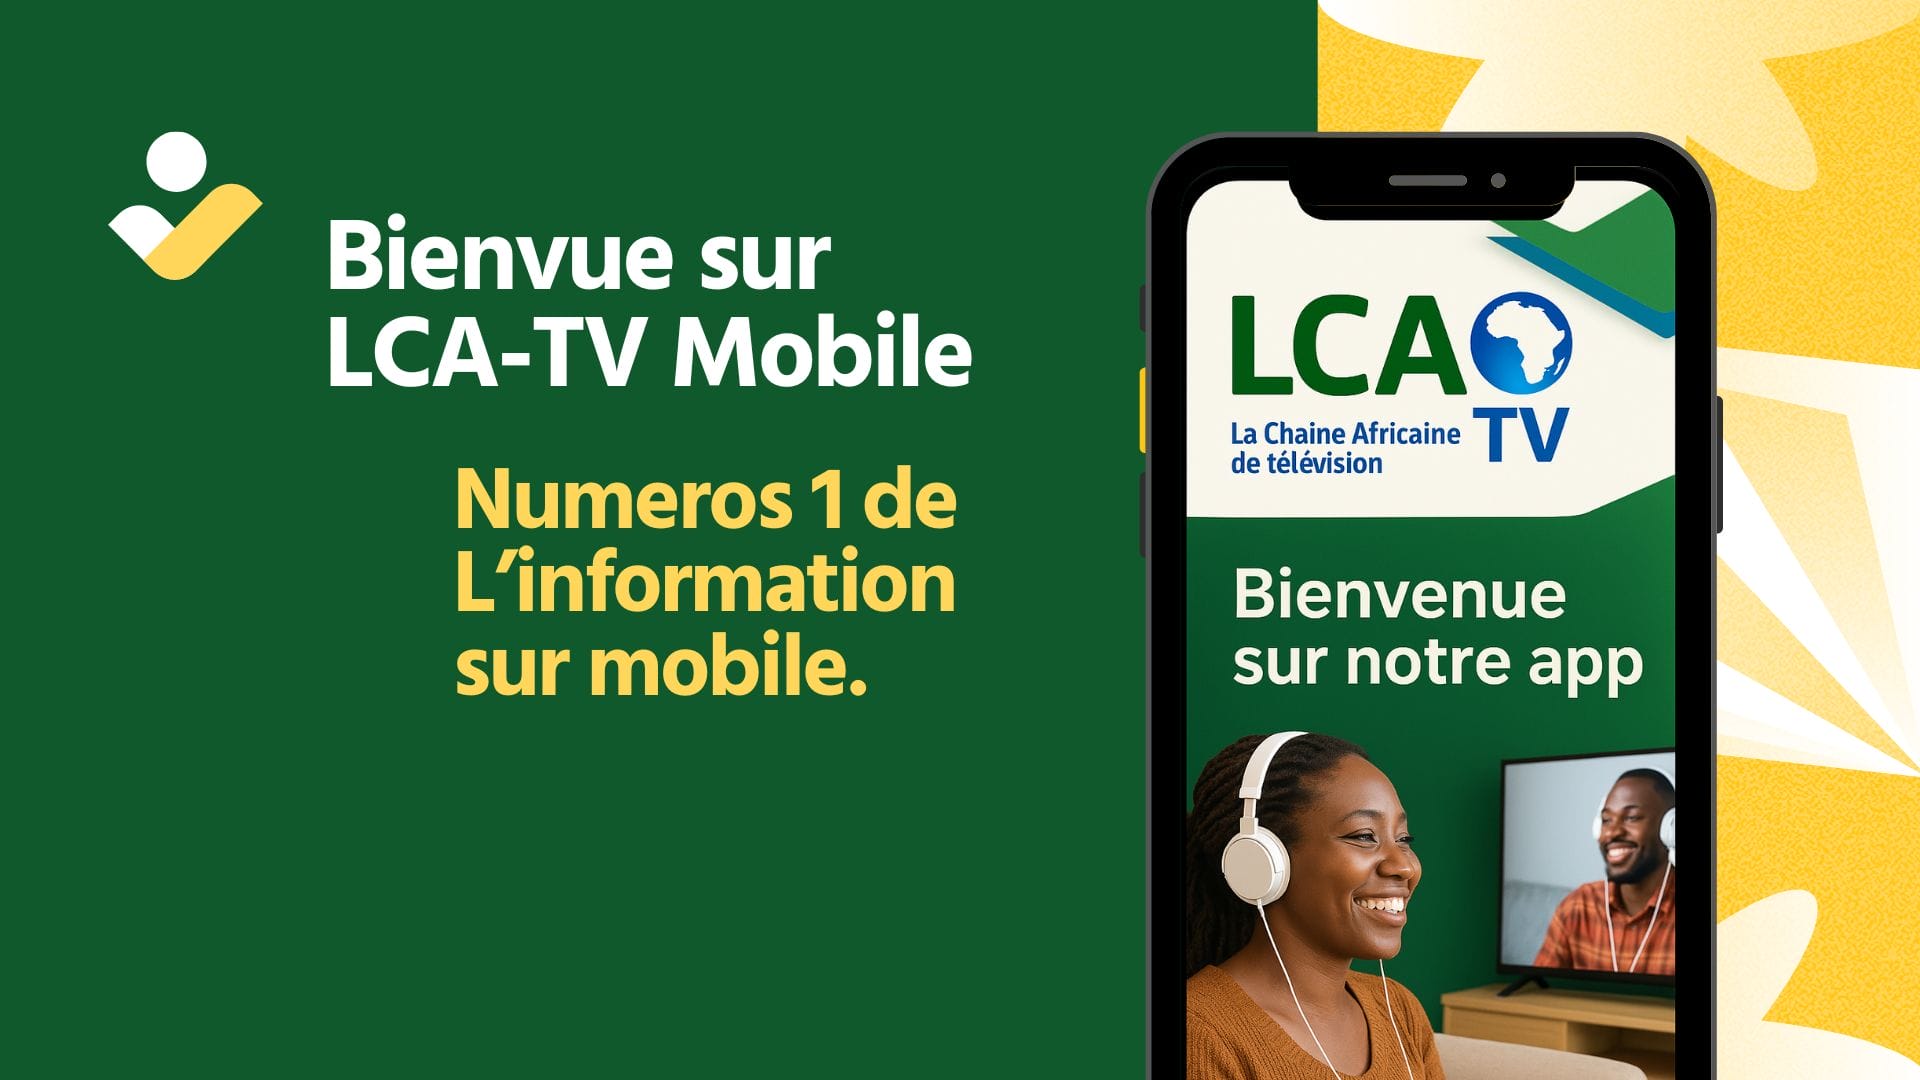 Bienvue sur
LCA-TV Mobile
Numeros 1 de
L’information
sur mobile.
LCA
TV
La Chaine Africaine
de télévision
Bienvenue
sur notre app